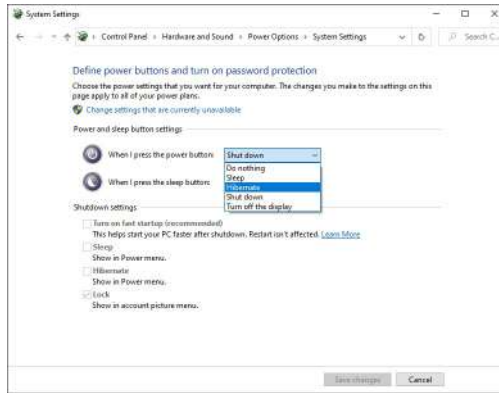 System Settings
Control Panel › Hardware and Sound › Power Options › System Settings
Search C...
Define power buttons and turn on password protection
Choose the power settings that you want for your computer. The changes you make to the settings on this
page apply to all of your power plans.
Change settings that are currently unavailable
Power and sleep button settings
When I press the power button: Shut down
Do nothing
Sleep
When I press the sleep button:
Hibernate
Shut down
Turn off the display
Shutdown settings
Turn on fast startup (recommended)
This helps start your PC faster after shutdown. Restart isn't affected. Learn More
Sleep
Show in Power menu.
Hibernate
Show in Power menu.
Lock
Show in account picture menu.
Save changes Cancel